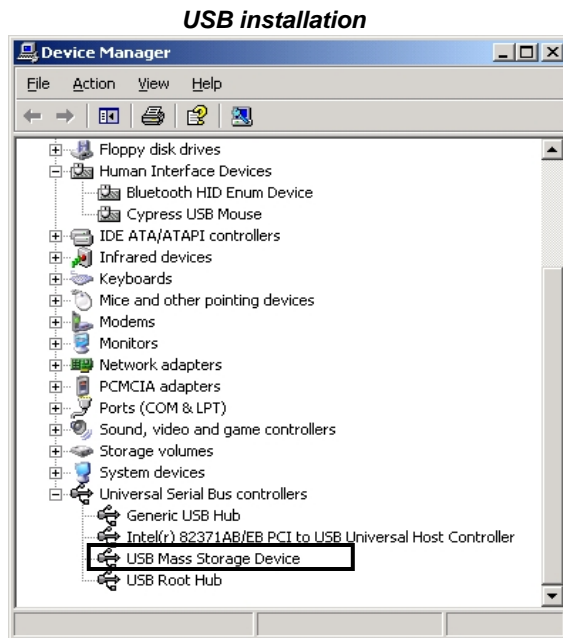 USB installation
Device Manager
File Action View Help
Floppy disk drives
Human Interface Devices
Bluetooth HID Enum Device
Cypress USB Mouse
IDE ATA/ATAPI controllers
Infrared devices
Keyboards
Mice and other pointing devices
Modems
Monitors
Network adapters
PCMCIA adapters
Ports (COM & LPT)
Sound, video and game controllers
Storage volumes
System devices
Universal Serial Bus controllers
Generic USB Hub
Intel(r) 82371AB/EB PCI to USB Universal Host Controller
USB Mass Storage Device
USB Root Hub